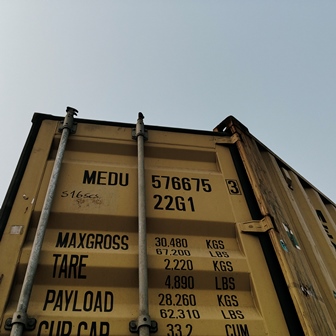 MEDU 576675 3
22G1
MAXGROSS 30.480 KGS
67.200 LBS
TARE 2.220 KGS
4.890 LBS
PAYLOAD 28.260 KGS
62.310 LBS
CUB.CAP. 33.2 CUM